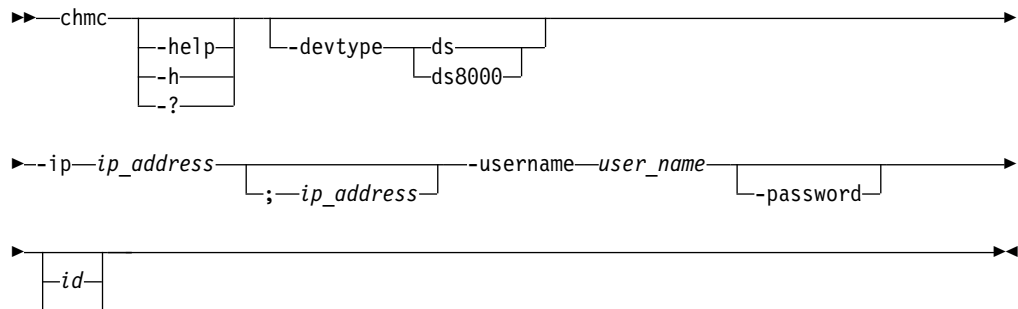 chmc
-help
-h
-?
-devtype ds
ds8000
-ip ip_address ; ip_address -username user_name -password
id